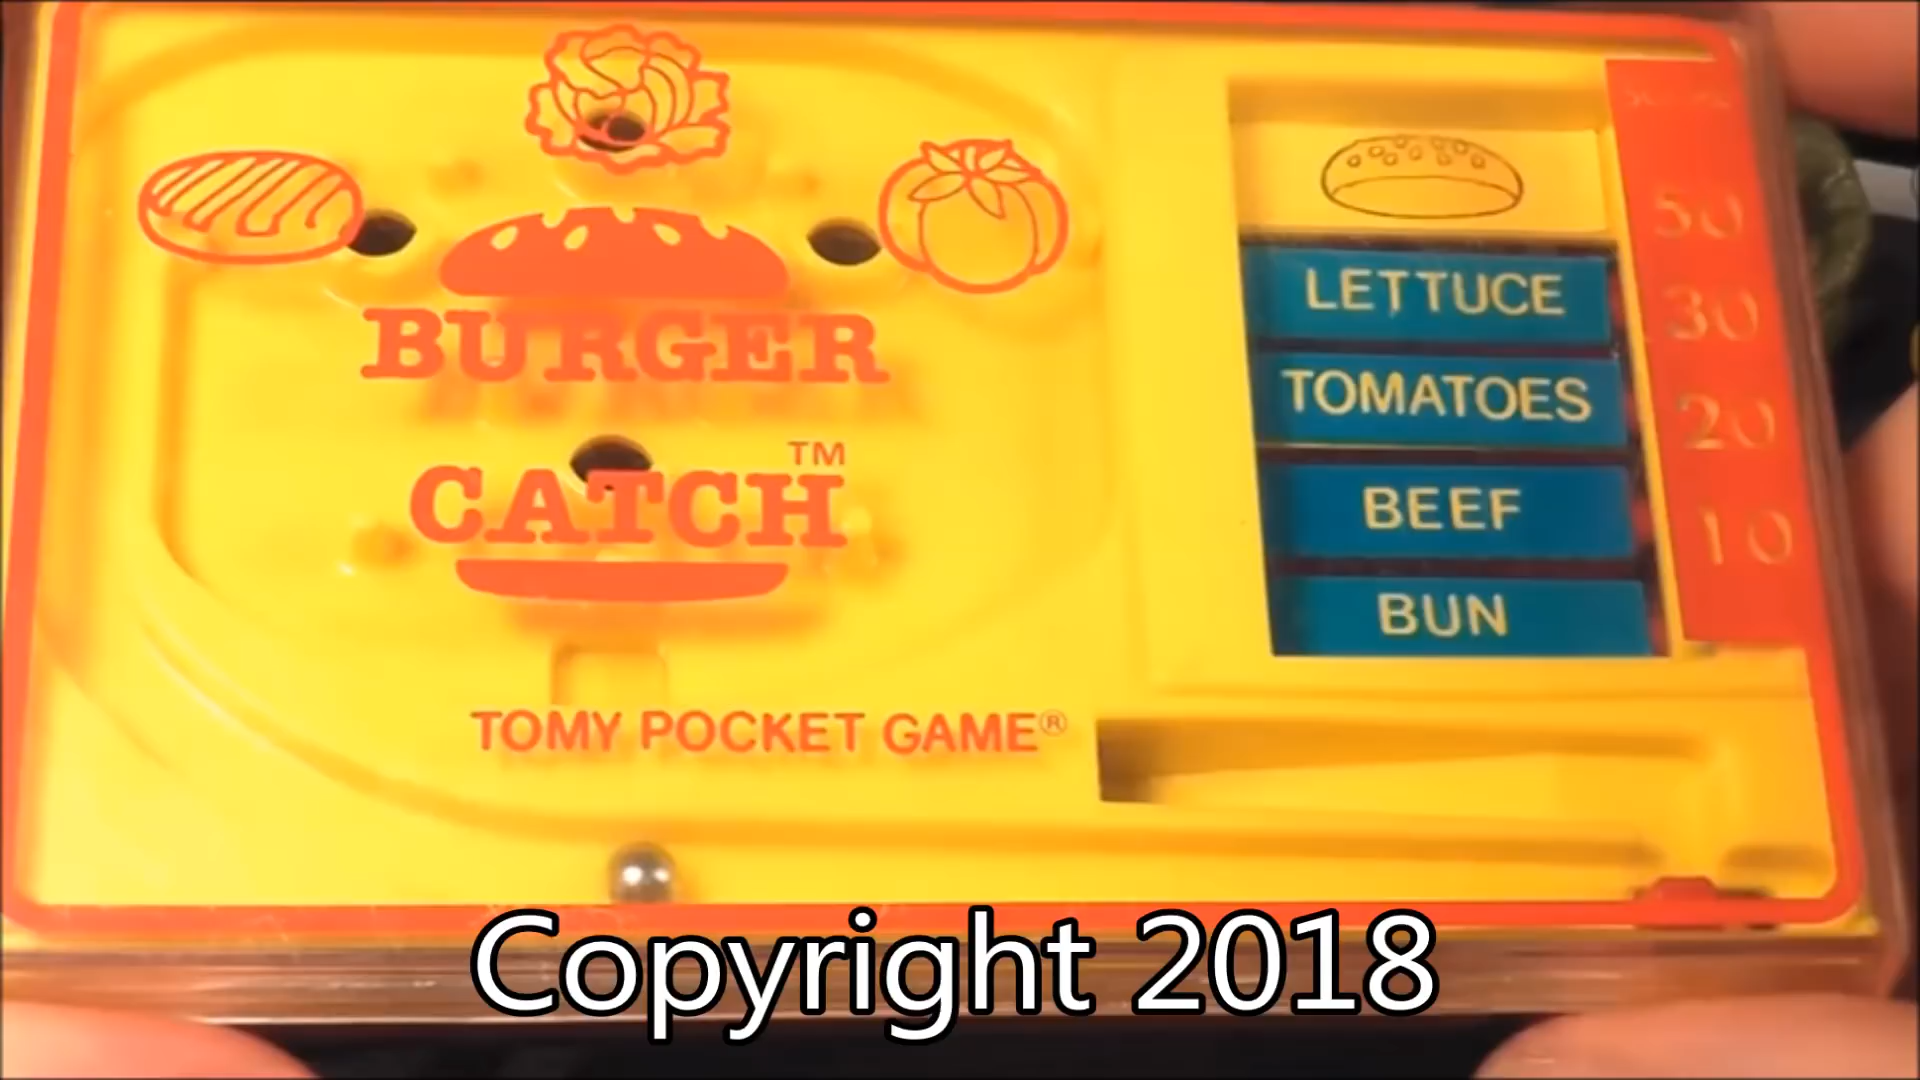 BURGER
CATCH™
TOMY POCKET GAME®
LETTUCE
TOMATOES
BEEF
BUN
50
30
20
10
Copyright 2018